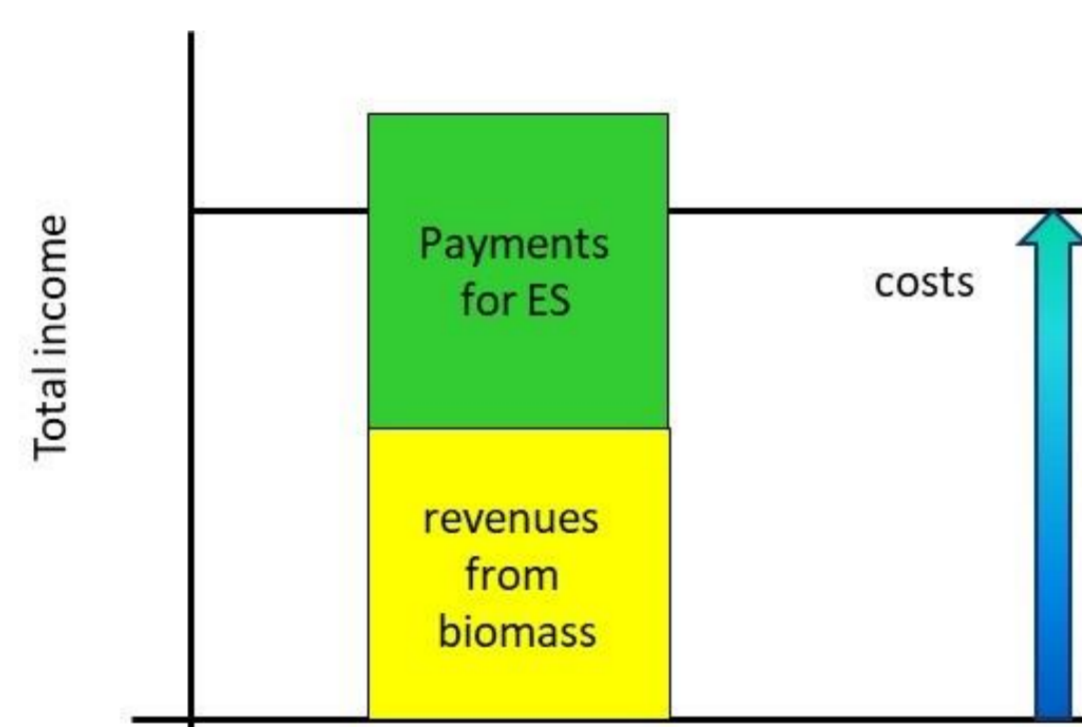 Total income
Payments
for ES
costs
revenues
from
biomass